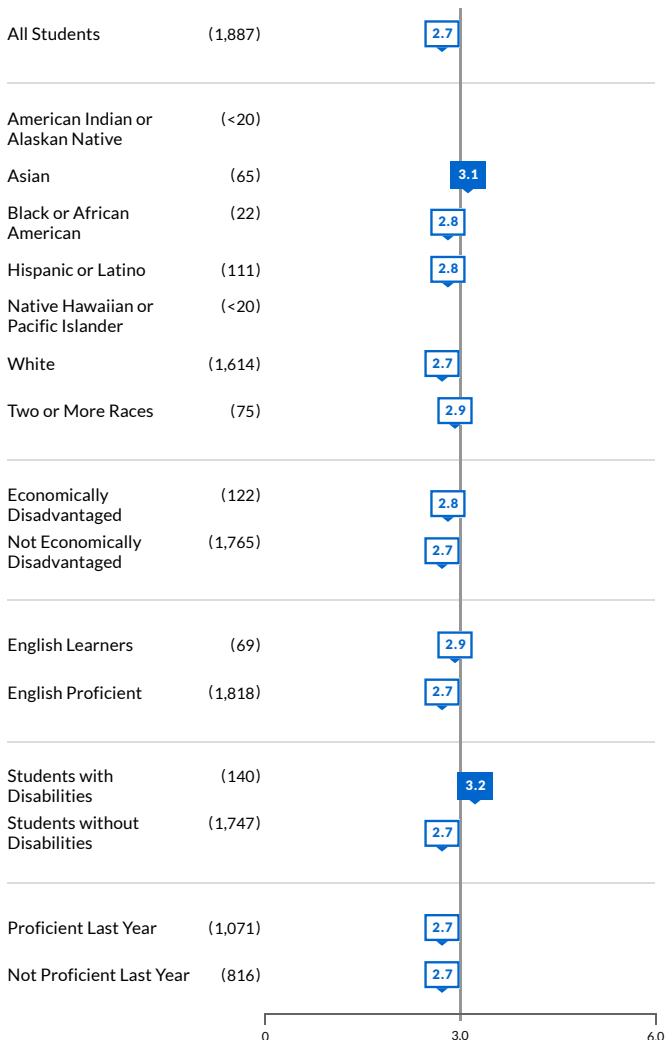 All Students (1,887) 2.7
American Indian or (<20)
Alaskan Native
Asian (65) 3.1
Black or African (22) 2.8
American
Hispanic or Latino (111) 2.8
Native Hawaiian or (<20)
Pacific Islander
White (1,614) 2.7
Two or More Races (75) 2.9
Economically (122) 2.8
Disadvantaged
Not Economically (1,765) 2.7
Disadvantaged
English Learners (69) 2.9
English Proficient (1,818) 2.7
Students with (140) 3.2
Disabilities
Students without (1,747) 2.7
Disabilities
Proficient Last Year (1,071) 2.7
Not Proficient Last Year (816) 2.7
0 3.0 6.0